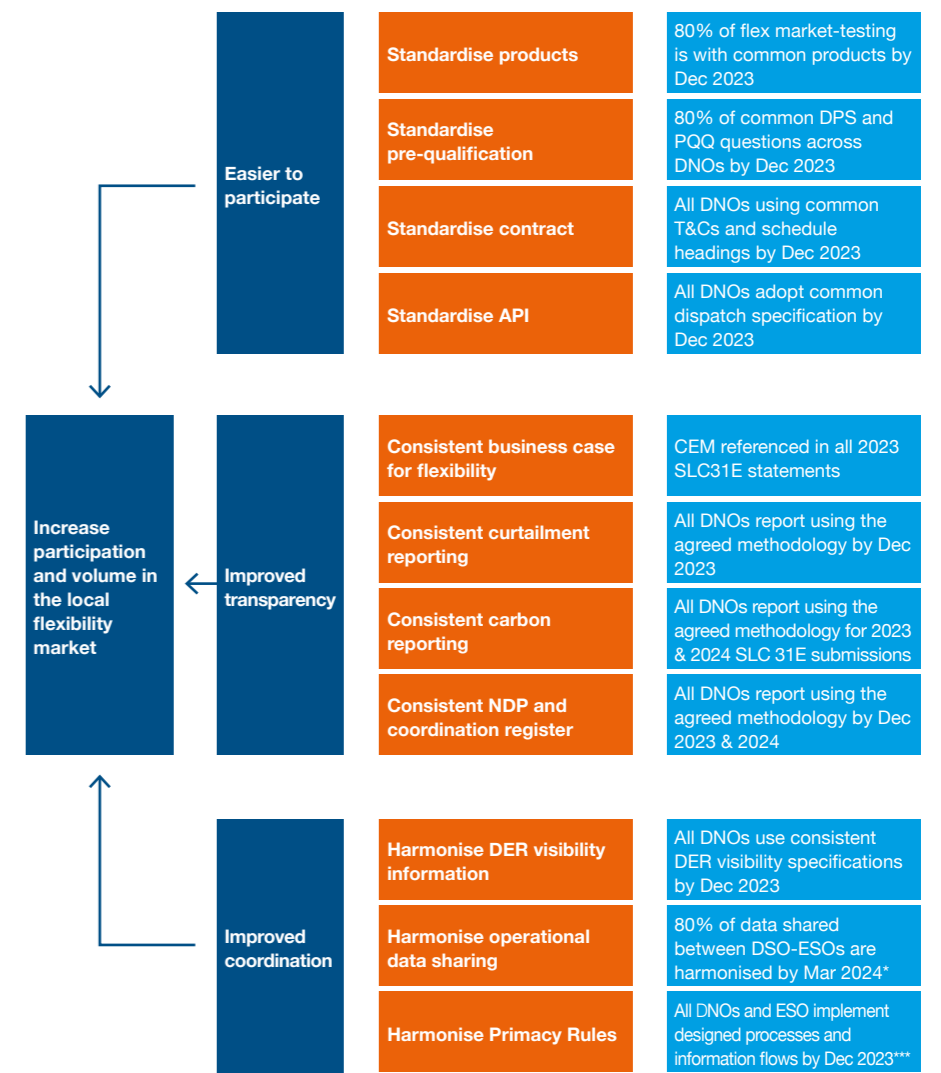 Easier to
participate
Standardise products
80% of flex market-testing
is with common products by
Dec 2023
Standardise
pre-qualification
80% of common DPS and
PQQ questions across
DNOs by Dec 2023
Standardise contract
All DNOs using common
T&Cs and schedule
headings by Dec 2023
Standardise API
All DNOs adopt common
dispatch specification by
Dec 2023
Increase
participation
and volume in
the local
flexibility
market
Improved
transparency
Consistent business case
for flexibility
CEM referenced in all 2023
SLC31E statements
Consistent curtailment
reporting
All DNOs report using the
agreed methodology by Dec
2023
Consistent carbon
reporting
All DNOs report using the
agreed methodology for 2023
& 2024 SLC 31E submissions
Consistent NDP and
coordination register
All DNOs report using the
agreed methodology by Dec
2023 & 2024
Improved
coordination
Harmonise DER visibility
information
All DNOs use consistent
DER visibility specifications
by Dec 2023
Harmonise operational
data sharing
80% of data shared
between DSO-ESOs are
harmonised by Mar 2024*
Harmonise Primacy Rules
All DNOs and ESO implement
designed processes and
information flows by Dec 2023***